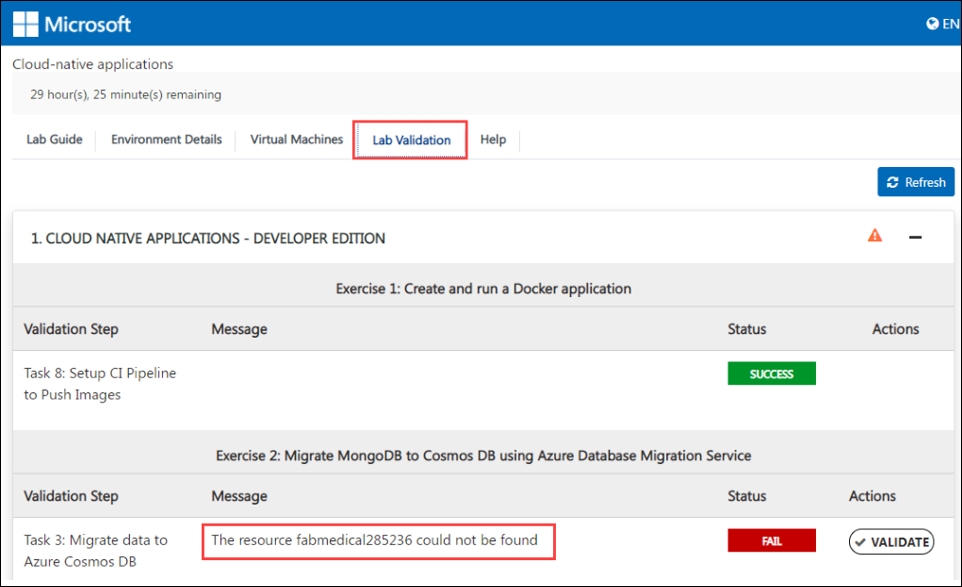 Microsoft
EN
Cloud-native applications
29 hour(s), 25 minute(s) remaining
Lab Guide Environment Details Virtual Machines Lab Validation Help
Refresh
1. CLOUD NATIVE APPLICATIONS - DEVELOPER EDITION
Exercise 1: Create and run a Docker application
Validation Step Message Status Actions
Task 8: Setup CI Pipeline
to Push Images
SUCCESS
Exercise 2: Migrate MongoDB to Cosmos DB using Azure Database Migration Service
Validation Step Message Status Actions
Task 3: Migrate data to
Azure Cosmos DB
The resource fabmedical285236 could not be found
FAIL
VALIDATE